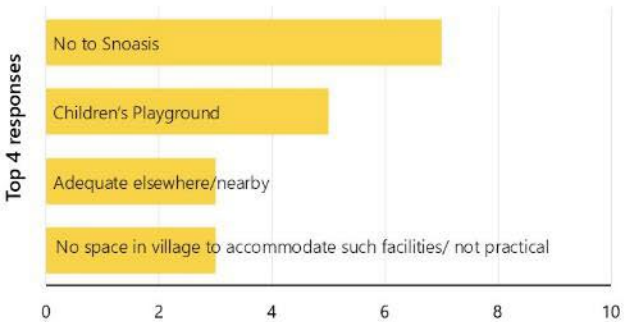 Top 4 responses
No to Snoasis
Children's Playground
Adequate elsewhere/nearby
No space in village to accommodate such facilities/ not practical
0 2 4 6 8 10